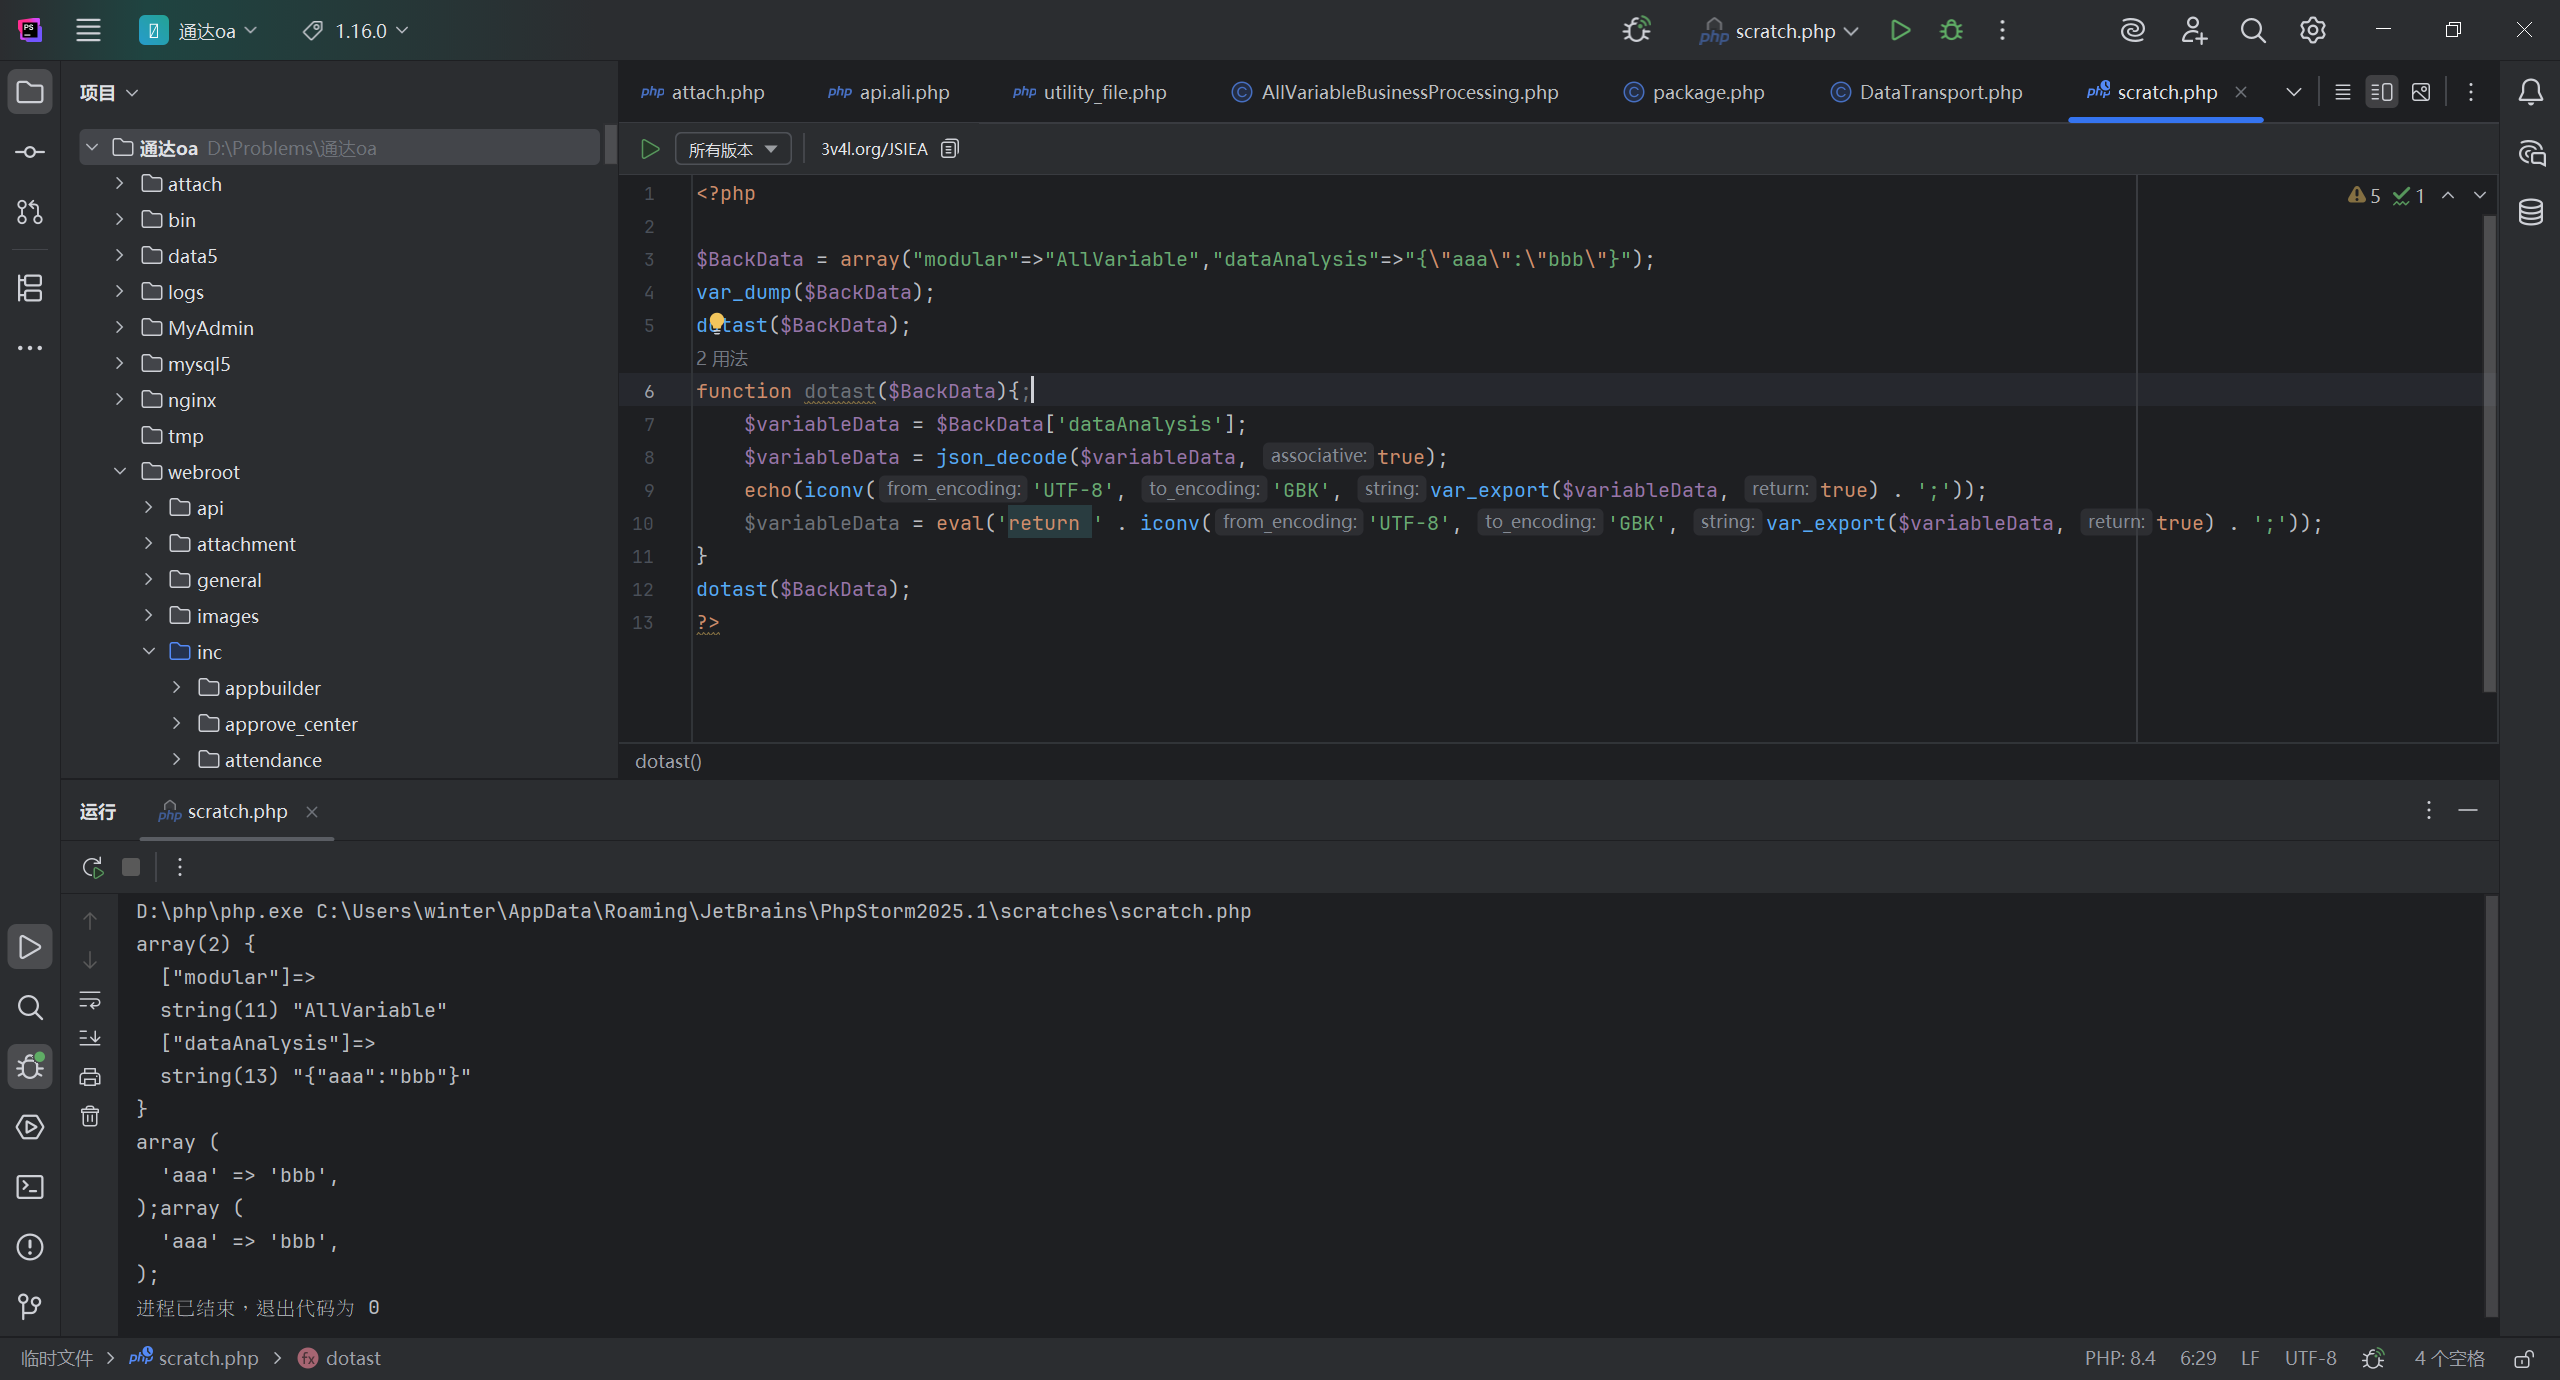 通达oa
1.16.0
php scratch.php
项目
php attach.php
php api.ali.php
php utility_file.php
AllVariableBusinessProcessing.php
package.php
DataTransport.php
php scratch.php
通达oa D:\Problems\通达oa
attach
bin
data5
logs
MyAdmin
mysql5
nginx
tmp
webroot
api
attachment
general
images
inc
appbuilder
approve_center
attendance
所有版本
3v4l.org/JSIEA
5
1
1 <?php
2
3 $BackData = array("modular"=>"AllVariable","dataAnalysis"=>"{\"aaa\":\"bbb\"}");
4 var_dump($BackData);
5 dotast($BackData);
2 用法
6 function dotast($BackData){;
7 $variableData = $BackData['dataAnalysis'];
8 $variableData = json_decode($variableData, associative: true);
9 echo(iconv( from_encoding: 'UTF-8', to_encoding: 'GBK', string: var_export($variableData, return: true) . ';'));
10 $variableData = eval('return ' . iconv( from_encoding: 'UTF-8', to_encoding: 'GBK', string: var_export($variableData, return: true) . ';'));
11 }
12 dotast($BackData);
13 ?>
dotast()
运行
php scratch.php
D:\php\php.exe C:\Users\winter\AppData\Roaming\JetBrains\PhpStorm2025.1\scratches\scratch.php
array(2) {
["modular"]=>
string(11) "AllVariable"
["dataAnalysis"]=>
string(13) "{"aaa":"bbb"}"
}
array (
'aaa' => 'bbb',
);array (
'aaa' => 'bbb',
);
进程已结束，退出代码为 0
临时文件 > php scratch.php > fx dotast
PHP: 8.4
6:29
LF
UTF-8
4 个空格